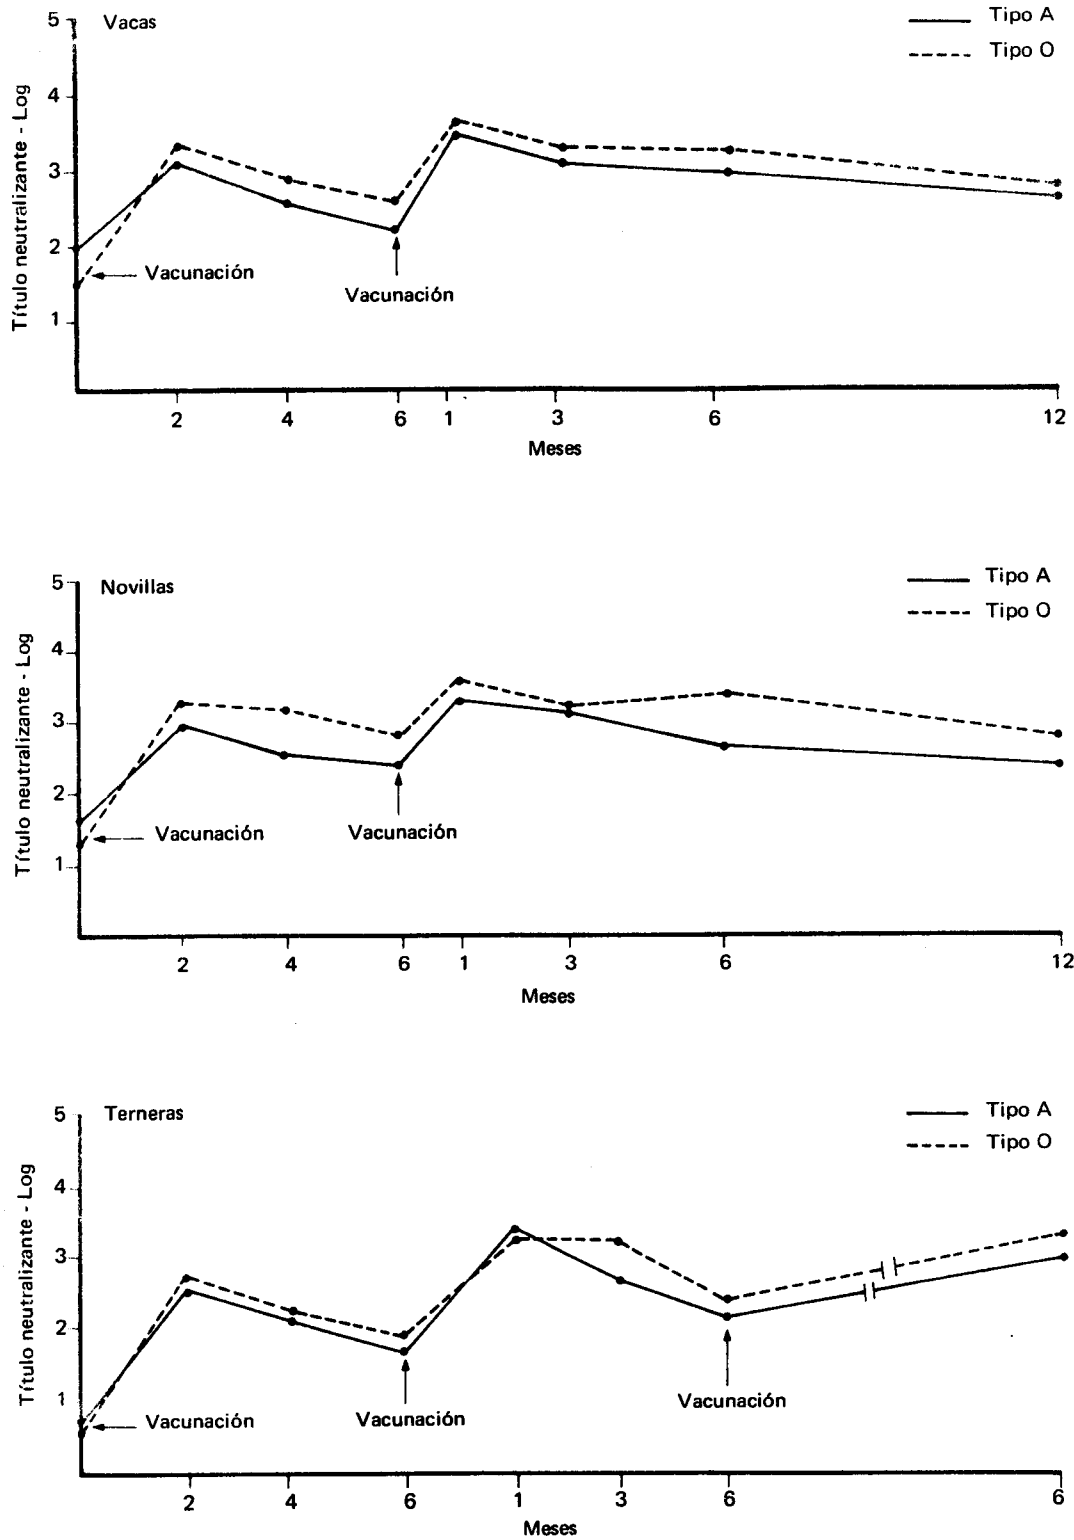 Vacas
Tipo A
Tipo O
Título neutralizante - Log
5
4
3
2
1
Vacunación
Vacunación
2 4 6 1 3 6 12
Meses
Novillas
Tipo A
Tipo O
Título neutralizante - Log
5
4
3
2
1
Vacunación
Vacunación
2 4 6 1 3 6 12
Meses
Terneras
Tipo A
Tipo O
Título neutralizante - Log
5
4
3
2
1
Vacunación
Vacunación
Vacunación
2 4 6 1 3 6 6
Meses